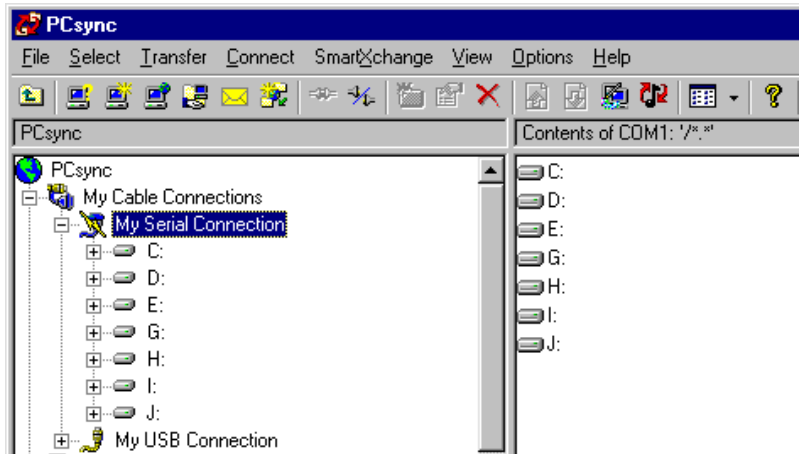 PCsync
File Select Transfer Connect SmartXchange View Options Help
PCsync
Contents of COM1: '/*.*'
PCsync
My Cable Connections
My Serial Connection
C:
D:
E:
G:
H:
I:
J:
My USB Connection
C:
D:
E:
G:
H:
I:
J: